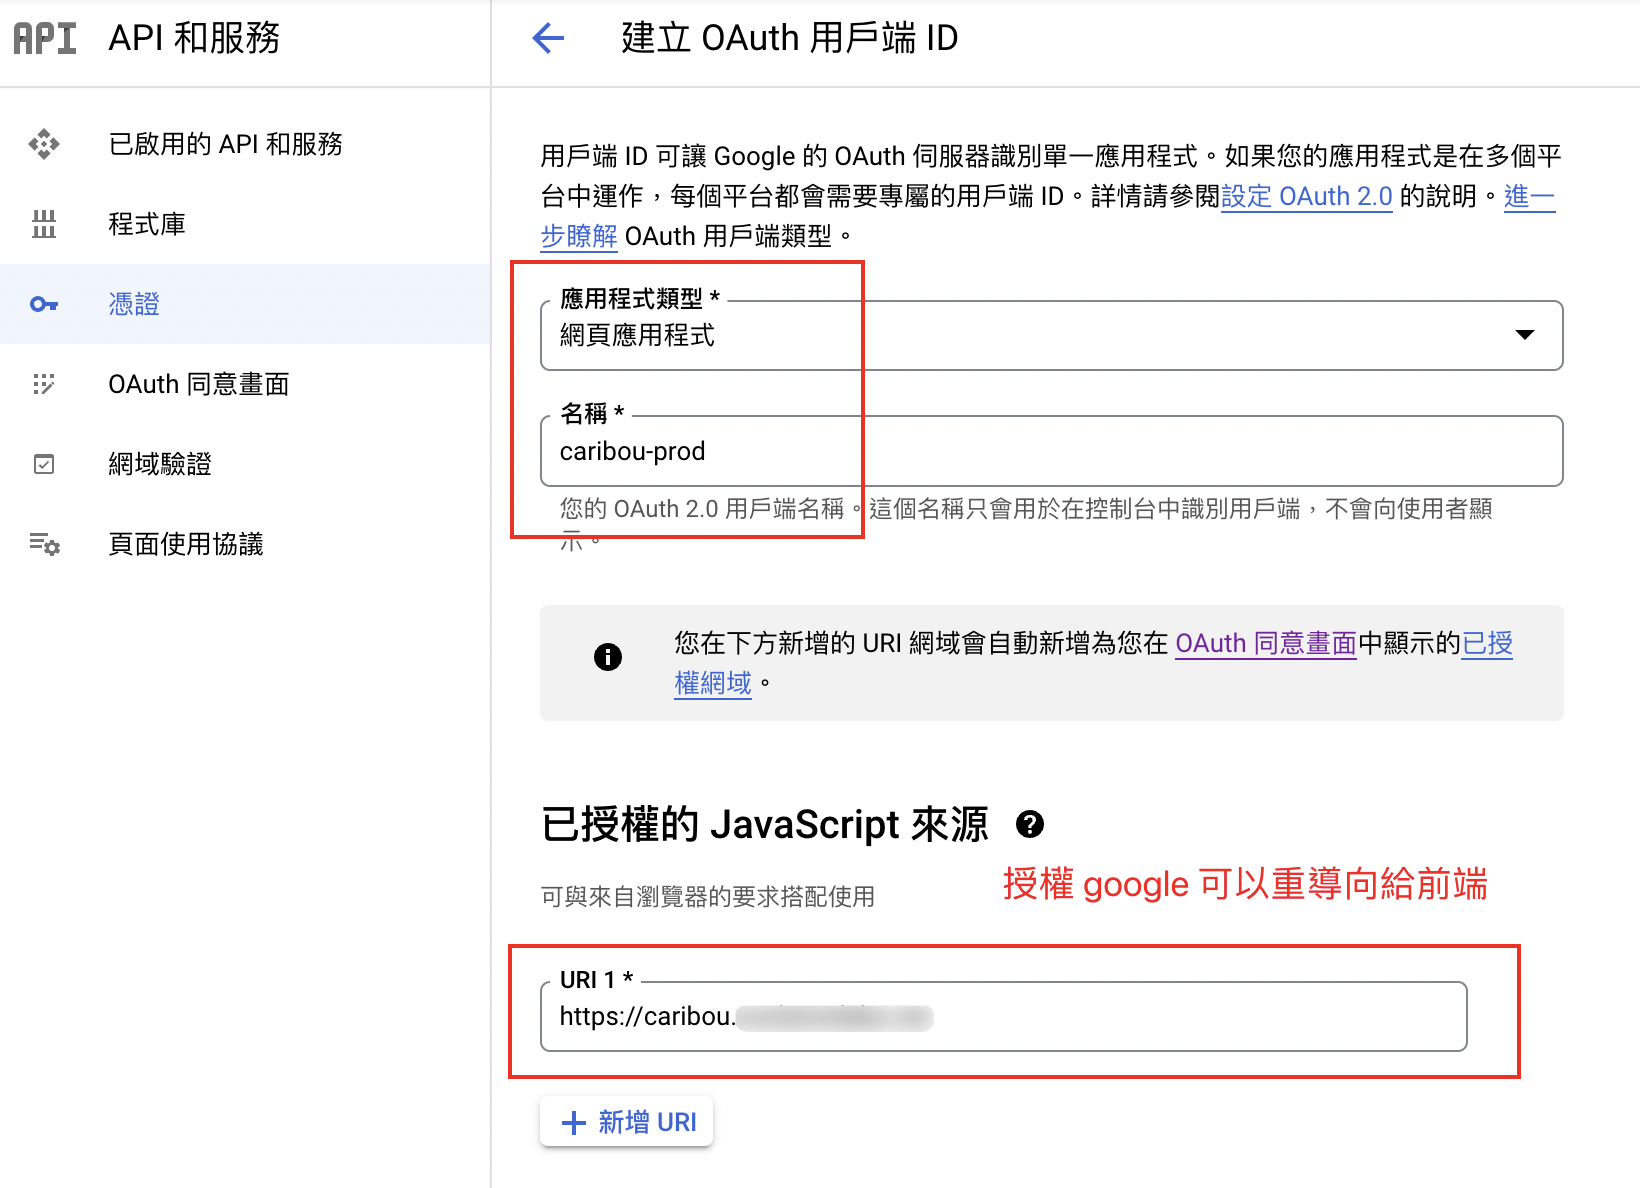 API API 和服務
已啟用的 API 和服務
程式庫
憑證
OAuth 同意畫面
網域驗證
頁面使用協議
建立 OAuth 用戶端 ID
用戶端 ID 可讓 Google 的 OAuth 伺服器識別單一應用程式。如果您的應用程式是在多個平
台中運作，每個平台都會需要專屬的用戶端 ID。詳情請參閱設定 OAuth 2.0 的說明。進一
步瞭解 OAuth 用戶端類型。
應用程式類型 *
網頁應用程式
名稱 *
caribou-prod
您的 OAuth 2.0 用戶端名稱。這個名稱只會用於在控制台中識別用戶端，不會向使用者顯
示。
您在下方新增的 URI 網域會自動新增為您在 OAuth 同意畫面中顯示的已授
權網域。
已授權的 JavaScript 來源
可與來自瀏覽器的要求搭配使用
授權 google 可以重導向給前端
URI 1 *
https://caribou.
新增 URI